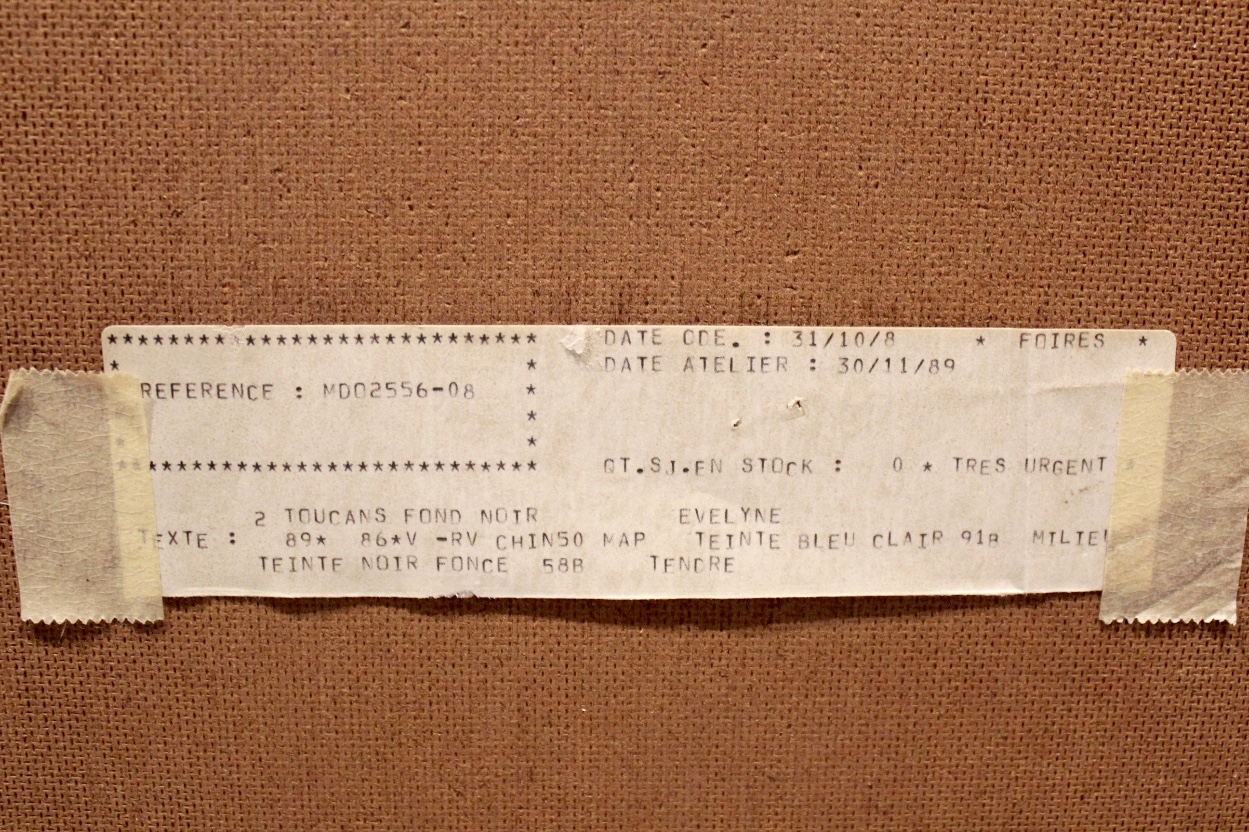 *********************** DATE CDE. : 31/10/8 * FOIRES *
* * DATE ATELIER : 30/11/89
REFERENCE : MD02556-08 *
*
* *
*********************** QT.SJ.EN STOCK : 0 * TRES URGENT *
2 TOUCANS FOND NOIR EVELYNE
TEXTE : 89* 86*V -RV CHIN50 MAP TEINTE BLEU CLAIR 91B MILIEU
TEINTE NOIR FONCE 58B TENDRE